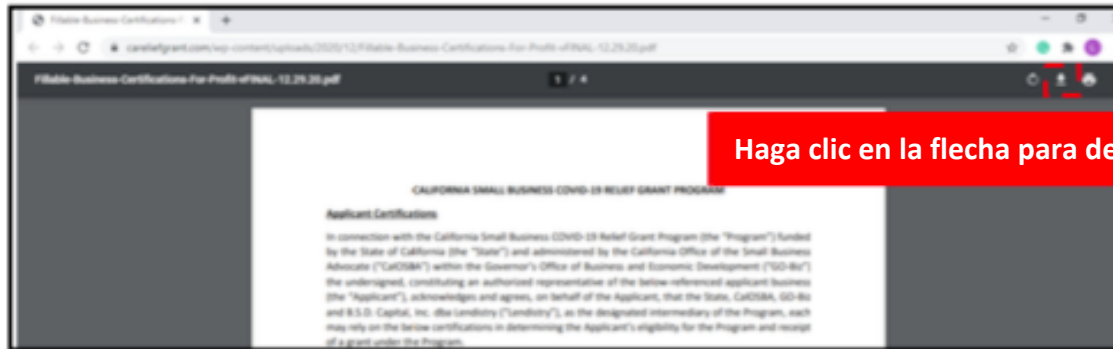 Fillable Business Certifications
careliefgrant.com/wp-content/uploads/2020/12/Fillable-Business-Certifications-For-Profit-vFINAL-12.29.20.pdf
Fillable-Business-Certifications-For-Profit-vFINAL-12.29.20.pdf
1 / 4
Haga clic en la flecha para de
CALIFORNIA SMALL BUSINESS COVID-19 RELIEF GRANT PROGRAM
Applicant Certifications
In connection with the California Small Business COVID-19 Relief Grant Program (the "Program") funded
by the State of California (the "State") and administered by the California Office of the Small Business
Advocate ("CalOSBA") within the Governor's Office of Business and Economic Development ("GO-Biz")
the undersigned, constituting an authorized representative of the below-referenced applicant business
(the "Applicant"), acknowledges and agrees, on behalf of the Applicant, that the State, CalOSBA, GO-Biz
and B.S.D. Capital, Inc. dba Lendistry ("Lendistry"), as the designated intermediary of the Program, each
may rely on the below certifications in determining the Applicant's eligibility for the Program and receipt
of a grant under the Program.